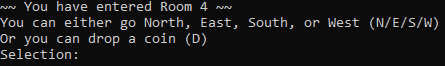 ~~ You have entered Room 4 ~~
You can either go North, East, South, or West (N/E/S/W)
Or you can drop a coin (D)
Selection: